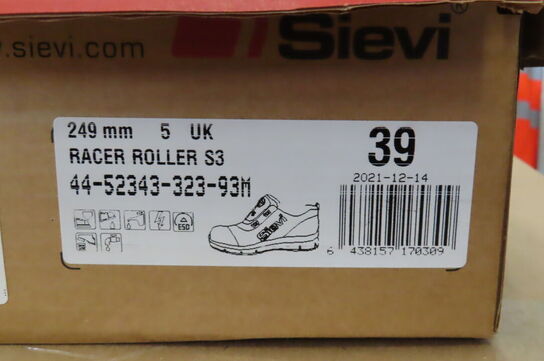 .sievi.com
Sievi
249 mm 5 UK
39
RACER ROLLER S3
2021-12-14
44-52343-323-93M
ESD
Sievi
6 438157 170309